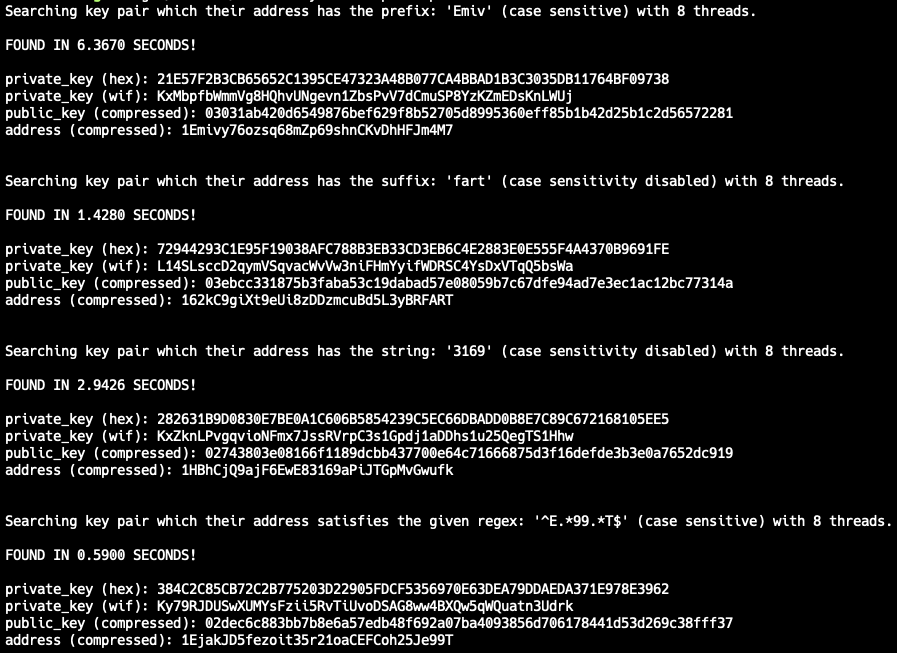 Searching key pair which their address has the prefix: 'Emiv' (case sensitive) with 8 threads.
FOUND IN 6.3670 SECONDS!
private_key (hex): 21E57F2B3CB65652C1395CE47323A48B077CA4BBAD1B3C3035DB11764BF09738
private_key (wif): KxMbpfbWmmVg8HQhvUNgevn1ZbsPvV7dCmuSP8YzKZmEDsKnLWUj
public_key (compressed): 03031ab420d6549876bef629f8b52705d8995360eff85b1b42d25b1c2d56572281
address (compressed): 1Emivy76ozsq68mZp69shnCKvDhHFJm4M7
Searching key pair which their address has the suffix: 'fart' (case sensitivity disabled) with 8 threads.
FOUND IN 1.4280 SECONDS!
private_key (hex): 72944293C1E95F19038AFC788B3EB33CD3EB6C4E2883E0E555F4A4370B9691FE
private_key (wif): L14SLsccD2qymVSqvacWvVw3niFHmYyifWDRSC4YsDxVTqQ5bsWa
public_key (compressed): 03ebcc331875b3faba53c19dabad57e08059b7c67dfe94ad7e3ec1ac12bc77314a
address (compressed): 162kC9giXt9eUi8zDDzmcuBd5L3yBRFART
Searching key pair which their address has the string: '3169' (case sensitivity disabled) with 8 threads.
FOUND IN 2.9426 SECONDS!
private_key (hex): 282631B9D0830E7BE0A1C606B5854239C5EC66DBADD0B8E7C89C672168105EE5
private_key (wif): KxZknLPvgqvioNFmx7JssRVrpC3s1Gpdj1aDDhs1u25QegTS1Hhw
public_key (compressed): 02743803e08166f1189dcbb437700e64c71666875d3f16defde3b3e0a7652dc919
address (compressed): 1HBhCjQ9ajF6EwE83169aPiJTGpMvGwufk
Searching key pair which their address satisfies the given regex: '^E.*99.*T$' (case sensitive) with 8 threads.
FOUND IN 0.5900 SECONDS!
private_key (hex): 384C2C85CB72C2B775203D22905FDCF5356970E63DEA79DDAEDA371E978E3962
private_key (wif): Ky79RJDUSwXUMYsFzii5RvTiUvoDSAG8ww4BXQw5qWQuatn3Udrk
public_key (compressed): 02dec6c883bb7b8e6a57edb48f692a07ba4093856d706178441d53d269c38fff37
address (compressed): 1EjakJD5fezoit35r21oaCEFCoh25Je99T